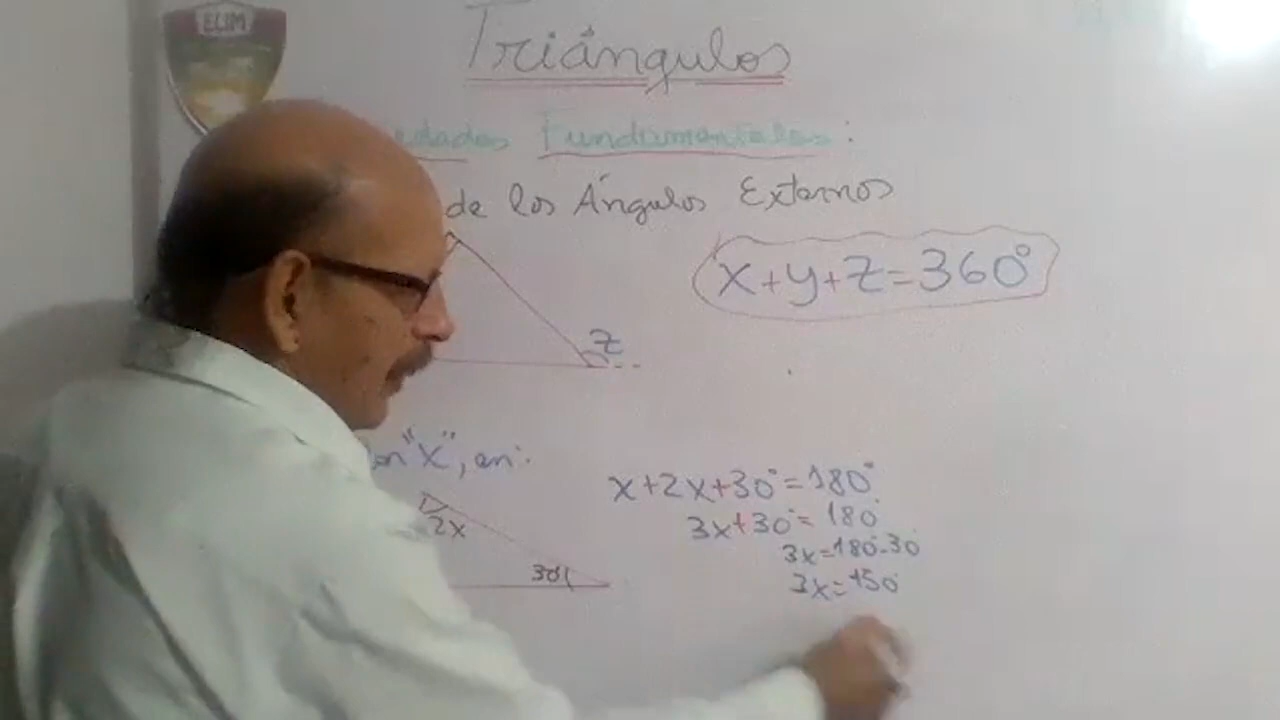 ELIM
Triángulos
Fundamentales:
de los Ángulos Externos
x+y+z=360°
z
"x", en:
x+2x+30°=180°
2x
3x+30°=180°
3x=180°-30°
30°
3x=150°